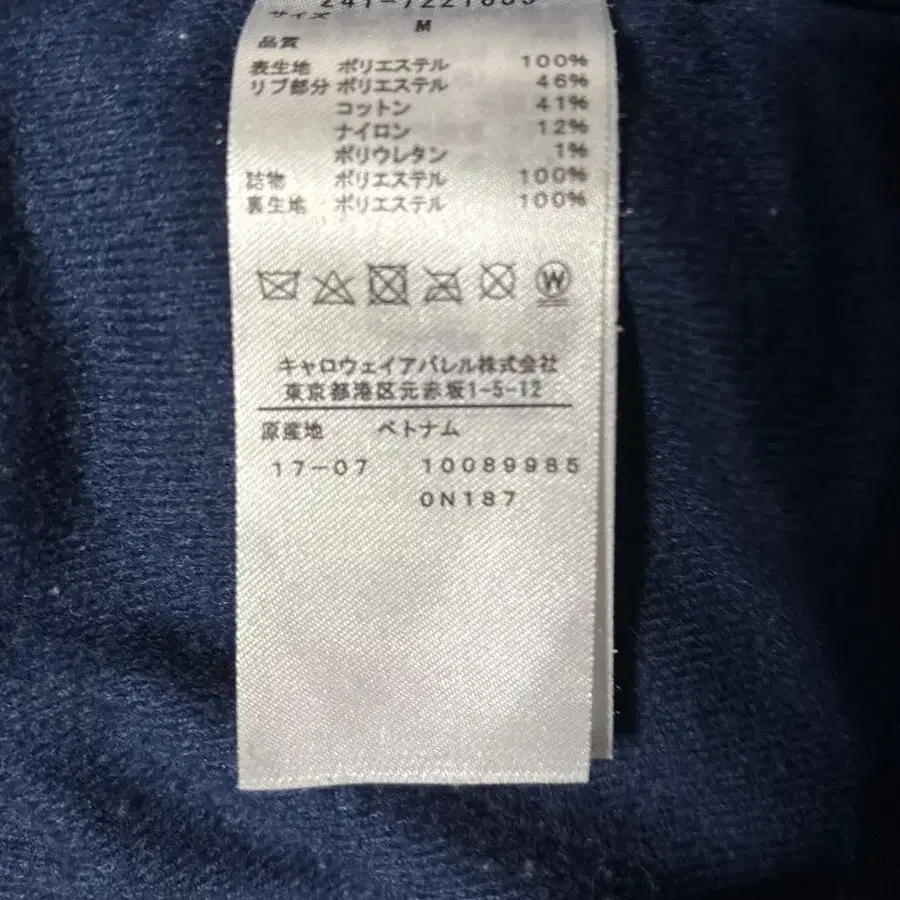 サイズ M
品質
表生地 ポリエステル 100%
リブ部分 ポリエステル 46%
コットン 41%
ナイロン 12%
ポリウレタン 1%
詰物 ポリエステル 100%
裏生地 ポリエステル 100%
W
キャロウェイアパレル株式会社
東京都港区元赤坂1-5-12
原産地 ベトナム
17-07 10089985
0N187